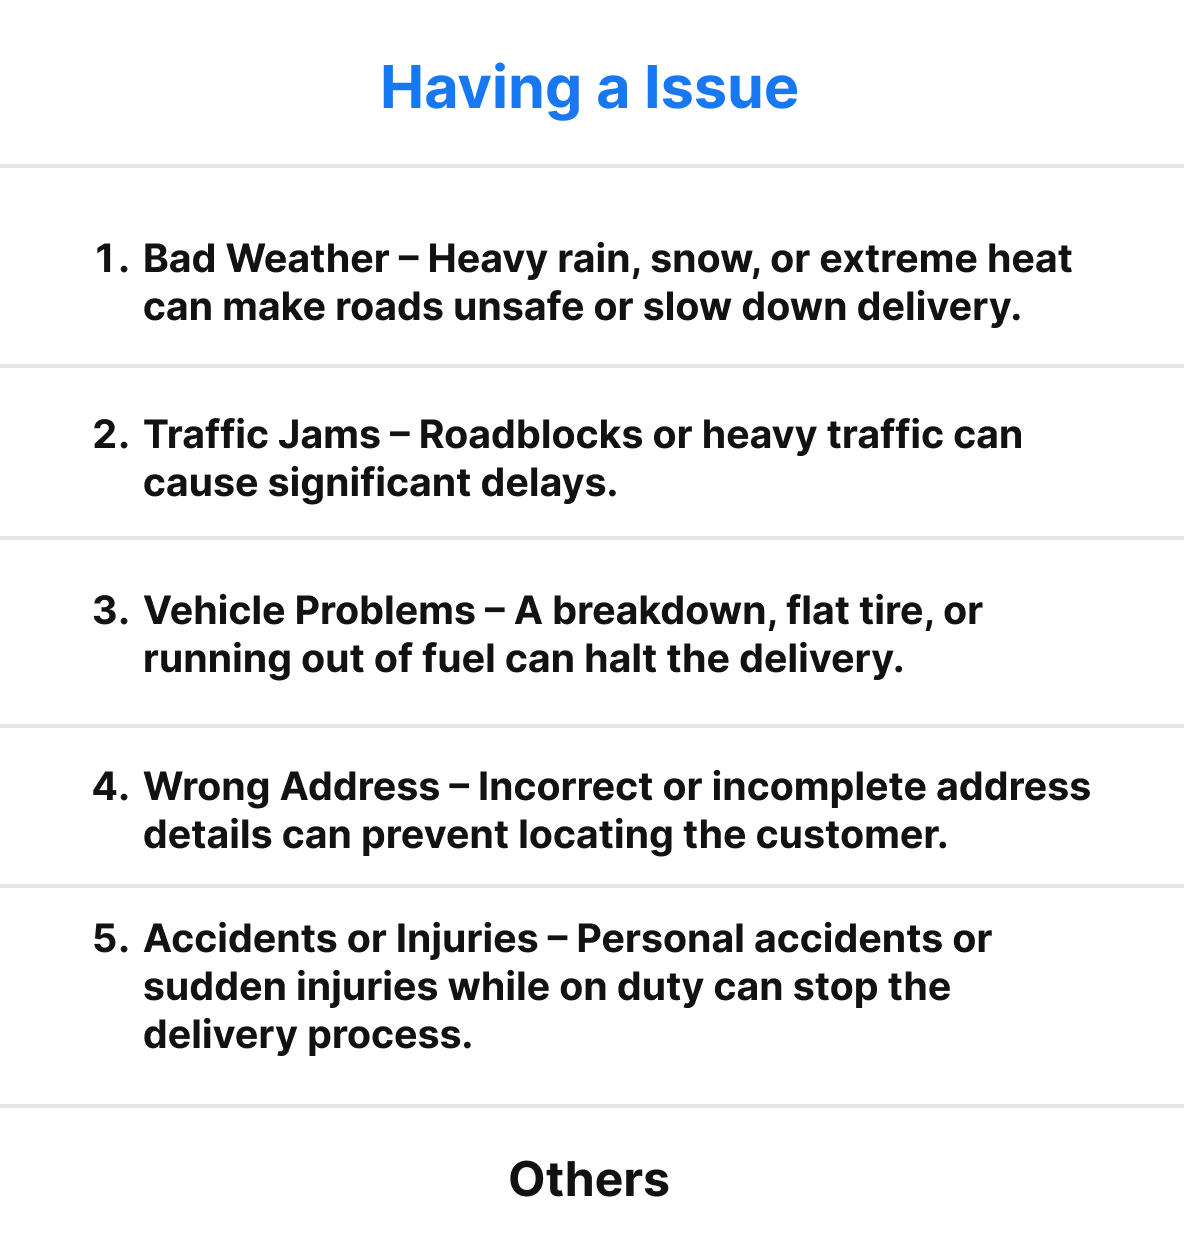 Having a Issue
1. Bad Weather – Heavy rain, snow, or extreme heat
can make roads unsafe or slow down delivery.
2. Traffic Jams – Roadblocks or heavy traffic can
cause significant delays.
3. Vehicle Problems – A breakdown, flat tire, or
running out of fuel can halt the delivery.
4. Wrong Address – Incorrect or incomplete address
details can prevent locating the customer.
5. Accidents or Injuries – Personal accidents or
sudden injuries while on duty can stop the
delivery process.
Others